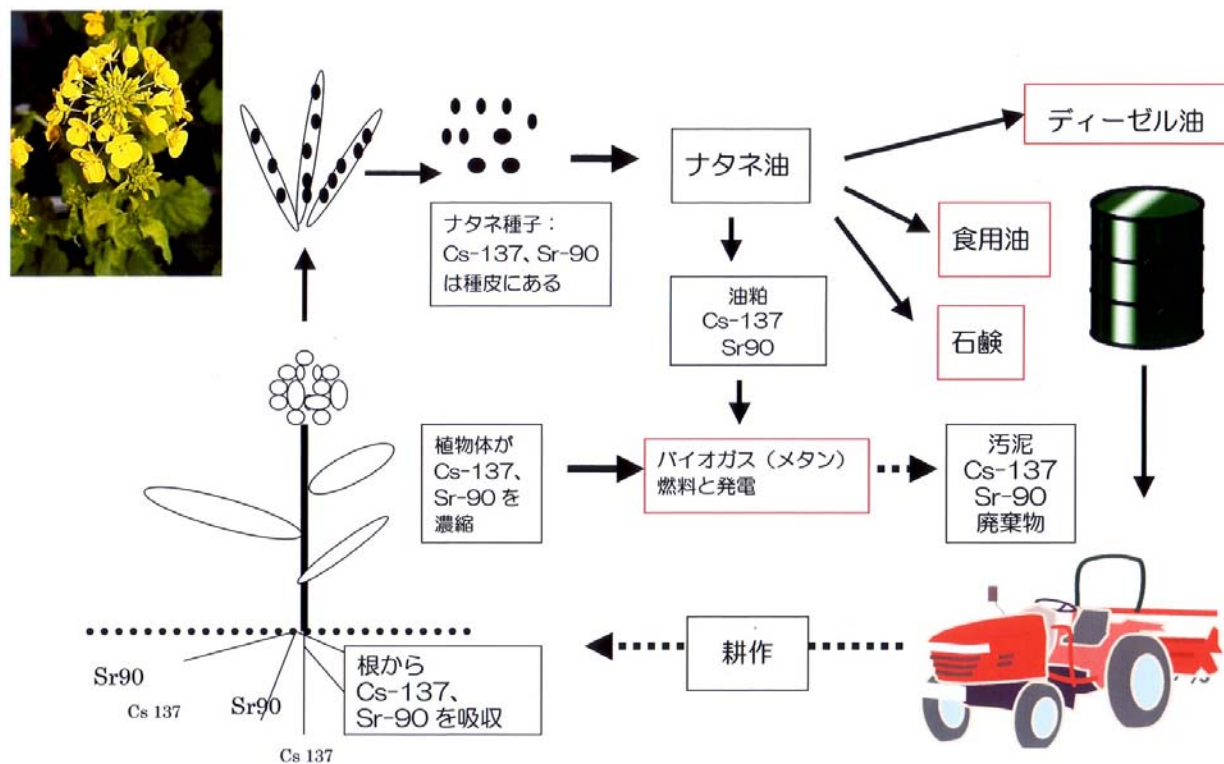 ディーゼル油
ナタネ油
ナタネ種子：
Cs-137、Sr-90
は種皮にある
食用油
油粕
Cs-137
Sr90
石鹸
植物体が
Cs-137、
Sr-90 を
濃縮
バイオガス（メタン）
燃料と発電
汚泥
Cs-137
Sr-90
廃棄物
耕作
根から
Cs-137、
Sr-90 を吸収
Sr90
Cs 137
Sr90
Cs 137